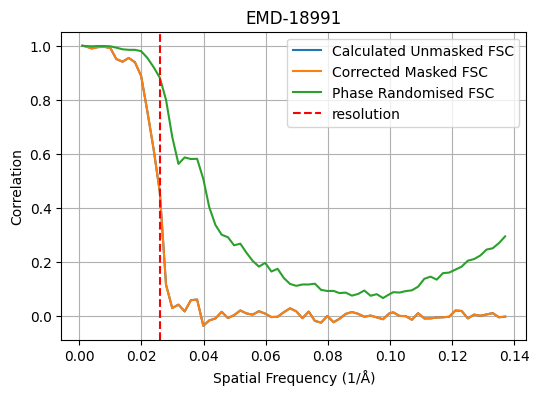 EMD-18991
Calculated Unmasked FSC
Corrected Masked FSC
Phase Randomised FSC
resolution
Correlation
1.0
0.8
0.6
0.4
0.2
0.0
0.00 0.02 0.04 0.06 0.08 0.10 0.12 0.14
Spatial Frequency (1/Å)